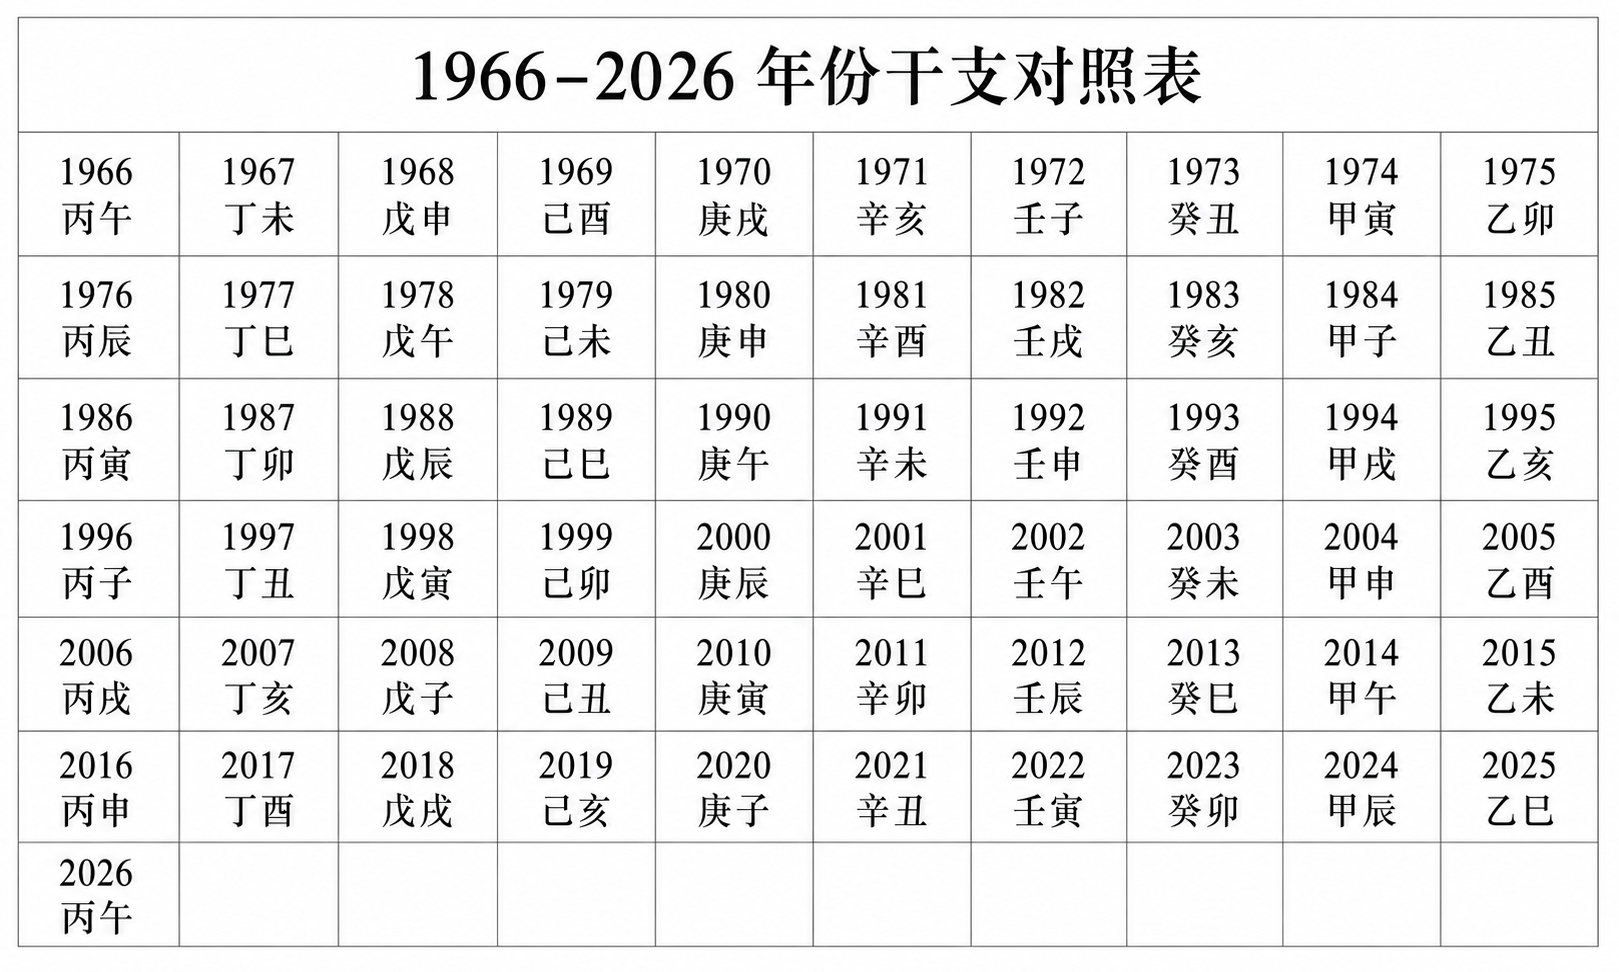 1966-2026 年份干支对照表
1966 1967 1968 1969 1970 1971 1972 1973 1974 1975
丙午 丁未 戊申 己酉 庚戌 辛亥 壬子 癸丑 甲寅 乙卯
1976 1977 1978 1979 1980 1981 1982 1983 1984 1985
丙辰 丁巳 戊午 己未 庚申 辛酉 壬戌 癸亥 甲子 乙丑
1986 1987 1988 1989 1990 1991 1992 1993 1994 1995
丙寅 丁卯 戊辰 己巳 庚午 辛未 壬申 癸酉 甲戌 乙亥
1996 1997 1998 1999 2000 2001 2002 2003 2004 2005
丙子 丁丑 戊寅 己卯 庚辰 辛巳 壬午 癸未 甲申 乙酉
2006 2007 2008 2009 2010 2011 2012 2013 2014 2015
丙戌 丁亥 戊子 己丑 庚寅 辛卯 壬辰 癸巳 甲午 乙未
2016 2017 2018 2019 2020 2021 2022 2023 2024 2025
丙申 丁酉 戊戌 己亥 庚子 辛丑 壬寅 癸卯 甲辰 乙巳
2026
丙午